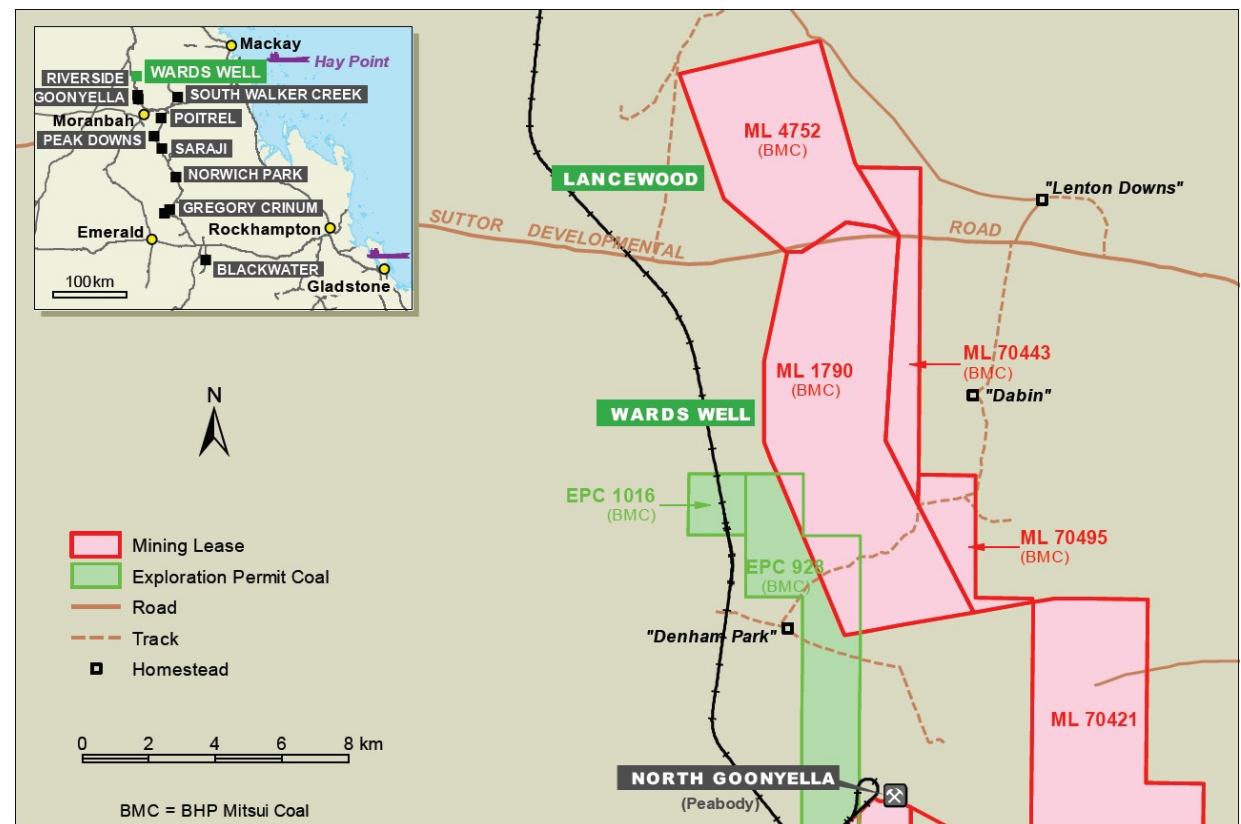 Mackay
Hay Point
RIVERSIDE
WARDS WELL
GOONYELLA
SOUTH WALKER CREEK
Moranbah
POITREL
PEAK DOWNS
SARAJI
NORWICH PARK
GREGORY CRINUM
Emerald
Rockhampton
BLACKWATER
100km
Gladstone
ML 4752
(BMC)
LANCEWOOD
"Lenton Downs"
SUTTOR DEVELOPMENTAL ROAD
ML 70443
(BMC)
ML 1790
(BMC)
"Dabin"
WARDS WELL
N
EPC 1016
(BMC)
ML 70495
(BMC)
EPC 928
(BMC)
"Denham Park"
Mining Lease
Exploration Permit Coal
Road
Track
Homestead
ML 70421
0 2 4 6 8 km
NORTH GOONYELLA
(Peabody)
BMC = BHP Mitsui Coal